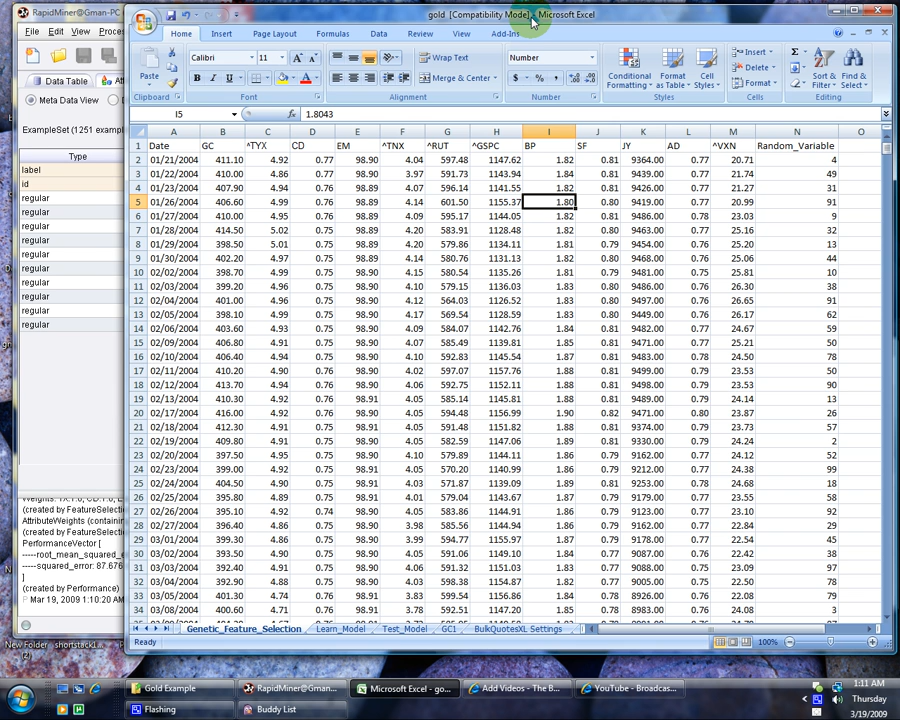 RapidMiner@Gman-PC
File Edit View Proces
Data Table
Meta Data View
ExampleSet (1251 exampl
Type
label
id
regular
regular
regular
regular
regular
regular
regular
regular
regular
regular
(created by FeatureSelection
AttributeWeights (containin
(created by FeatureSelection
PerformanceVector [
-----root_mean_squared_e
-----squared_error: 87.676
]
(created by Performance)
Mar 19, 2009 1:10:20 A
gold [Compatibility Mode] - Microsoft Excel
Home Insert Page Layout Formulas Data Review View Add-Ins
Paste
Clipboard
Calibri 11
B I U
Font
Wrap Text
Merge & Center
Alignment
Number
$ % ,
Number
Conditional Formatting
Format as Table
Cell Styles
Styles
Insert
Delete
Format
Cells
Sort & Filter
Find & Select
Editing
I5 fx 1.8043
A B C D E F G H I J K L M N O
1 Date GC ^TYX CD EM ^TNX ^RUT ^GSPC BP SF JY AD ^VXN Random_Variable
2 01/21/2004 411.10 4.92 0.77 98.90 4.04 597.48 1147.62 1.82 0.81 9364.00 0.77 20.71 4
3 01/22/2004 410.00 4.86 0.77 98.90 3.97 591.73 1143.94 1.84 0.81 9439.00 0.77 21.74 49
4 01/23/2004 407.90 4.94 0.76 98.89 4.07 596.14 1141.55 1.82 0.81 9426.00 0.77 21.27 31
5 01/26/2004 406.60 4.99 0.76 98.89 4.14 601.50 1155.37 1.80 0.80 9419.00 0.77 20.99 91
6 01/27/2004 410.00 4.95 0.76 98.89 4.09 595.17 1144.05 1.82 0.81 9486.00 0.78 23.03 9
7 01/28/2004 414.50 5.02 0.75 98.89 4.20 583.91 1128.48 1.82 0.80 9463.00 0.77 25.16 32
8 01/29/2004 398.50 5.01 0.75 98.89 4.20 579.86 1134.11 1.81 0.79 9454.00 0.76 25.20 13
9 01/30/2004 402.20 4.97 0.75 98.89 4.14 580.76 1131.13 1.82 0.80 9468.00 0.76 25.06 44
10 02/02/2004 398.70 4.99 0.75 98.90 4.15 580.54 1135.26 1.81 0.79 9481.00 0.76 25.81 10
11 02/03/2004 399.20 4.96 0.75 98.90 4.10 579.15 1136.03 1.83 0.80 9486.00 0.76 26.30 38
12 02/04/2004 401.00 4.96 0.75 98.90 4.12 564.03 1126.52 1.83 0.80 9497.00 0.76 26.65 91
13 02/05/2004 398.10 4.99 0.75 98.90 4.17 569.54 1128.59 1.83 0.80 9449.00 0.76 26.17 62
14 02/06/2004 403.60 4.93 0.75 98.90 4.09 584.07 1142.76 1.84 0.81 9482.00 0.77 24.67 59
15 02/09/2004 406.80 4.91 0.75 98.90 4.07 585.49 1139.81 1.85 0.81 9471.00 0.77 25.21 50
16 02/10/2004 406.40 4.94 0.75 98.90 4.10 592.83 1145.54 1.87 0.81 9483.00 0.78 24.50 78
17 02/11/2004 410.20 4.90 0.75 98.90 4.02 597.07 1157.76 1.88 0.81 9499.00 0.79 23.53 50
18 02/12/2004 413.70 4.94 0.75 98.90 4.06 592.75 1152.11 1.88 0.81 9498.00 0.79 23.53 90
19 02/13/2004 410.20 4.92 0.75 98.90 4.04 585.40 1145.81 1.89 0.81 9489.00 0.79 24.14 13
20 02/17/2004 416.00 4.92 0.75 98.90 4.05 594.48 1156.99 1.90 0.82 9471.00 0.80 23.87 26
21 02/18/2004 412.30 4.91 0.75 98.90 4.05 591.48 1151.82 1.88 0.81 9374.00 0.79 23.73 57
22 02/19/2004 409.80 4.91 0.75 98.90 4.05 582.59 1147.06 1.89 0.81 9330.00 0.78 24.24 2
23 02/20/2004 397.50 4.95 0.75 98.90 4.10 579.89 1144.11 1.86 0.79 9162.00 0.77 24.12 52
24 02/23/2004 399.00 4.92 0.75 98.91 4.05 570.20 1140.99 1.86 0.79 9212.00 0.77 24.38 99
25 02/24/2004 404.50 4.90 0.75 98.91 4.03 571.87 1139.09 1.89 0.81 9253.00 0.78 24.68 18
26 02/25/2004 395.80 4.89 0.75 98.91 4.01 579.04 1143.67 1.87 0.79 9179.00 0.77 23.55 58
27 02/26/2004 395.10 4.92 0.74 98.90 4.05 583.86 1144.91 1.86 0.79 9123.00 0.77 23.10 92
28 02/27/2004 396.40 4.86 0.75 98.90 3.98 585.56 1144.94 1.86 0.79 9162.00 0.77 22.84 29
29 03/01/2004 399.30 4.86 0.75 98.90 3.99 594.77 1155.97 1.87 0.79 9178.00 0.77 22.54 45
30 03/02/2004 393.50 4.90 0.75 98.90 4.05 591.06 1149.10 1.84 0.77 9087.00 0.76 22.42 38
31 03/03/2004 392.40 4.91 0.75 98.90 4.06 591.32 1151.03 1.83 0.77 9088.00 0.75 23.09 97
32 03/04/2004 392.90 4.88 0.75 98.90 4.03 598.38 1154.87 1.82 0.77 9005.00 0.75 22.50 78
33 03/05/2004 401.30 4.74 0.76 98.91 3.83 599.54 1156.86 1.84 0.78 8926.00 0.76 22.08 79
34 03/08/2004 400.60 4.71 0.76 98.91 3.78 592.51 1147.20 1.85 0.78 8983.00 0.76 24.08 3
Genetic_Feature_Selection Learn_Model Test_Model GC1 BulkQuotesXL Settings
Ready 100%
New Folder (2) shortstack1...
Gold Example RapidMiner@Gman... Microsoft Excel - go... Add Videos - The B... YouTube - Broadcas...
Flashing Buddy List
1:11 AM
Thursday
3/19/2009